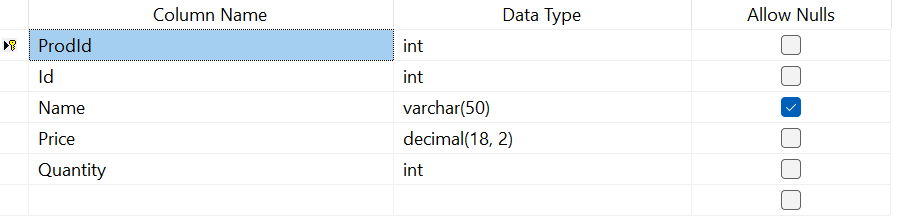 Column Name Data Type Allow Nulls
ProdId int
Id int
Name varchar(50)
Price decimal(18, 2)
Quantity int